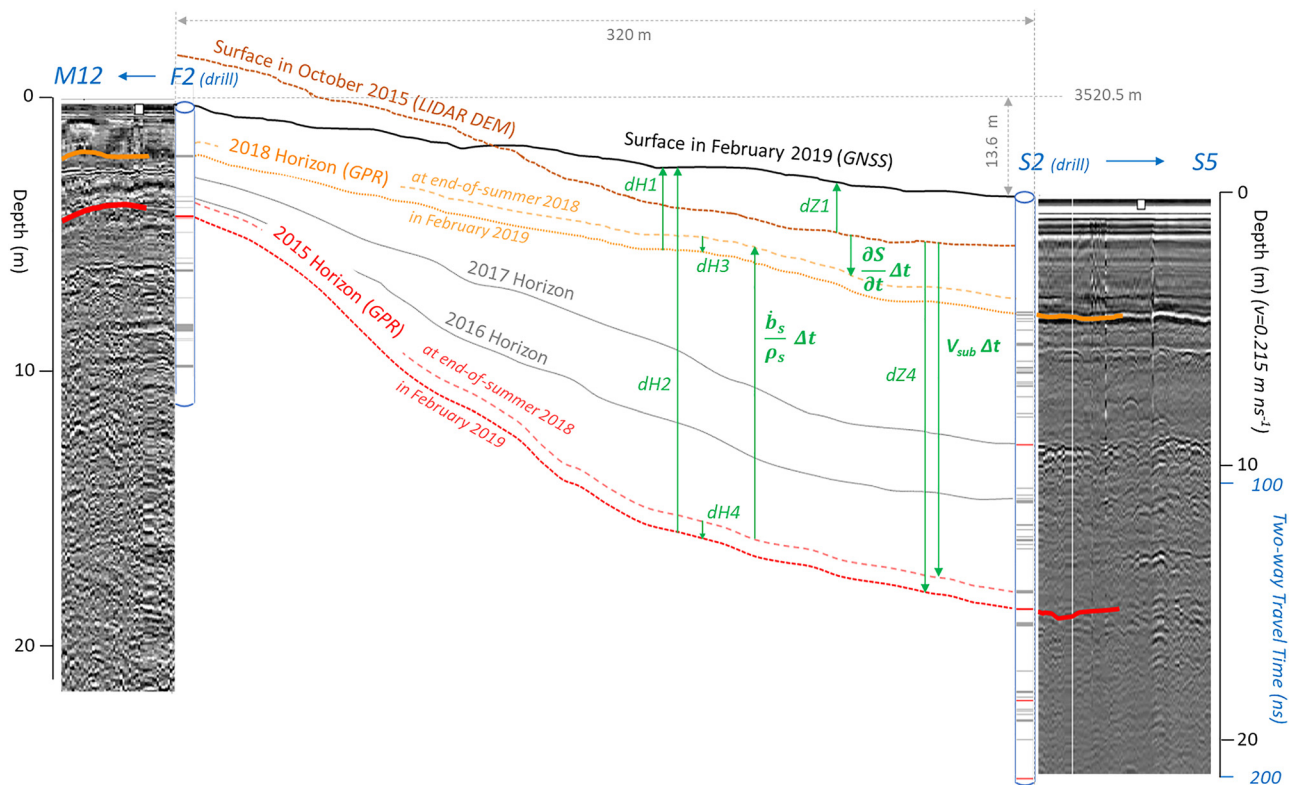 320 m
Surface in October 2015 (LIDAR DEM)
M12 ← F2 (drill)
0
3520.5 m
13.6 m
Surface in February 2019 (GNSS)
S2 (drill) → S5
2018 Horizon (GPR)
at end-of-summer 2018
in February 2019
dH1
dZ1
dH3
∂S/∂t Δt
0
Depth (m)
2015 Horizon (GPR)
2017 Horizon
2016 Horizon
at end-of-summer 2018
in February 2019
dH2
ḃs/ρs Δt
dZ4
Vsub Δt
Depth (m) (v=0.215 m ns-1)
10
10
100
dH4
Two-way Travel Time (ns)
20
20
200